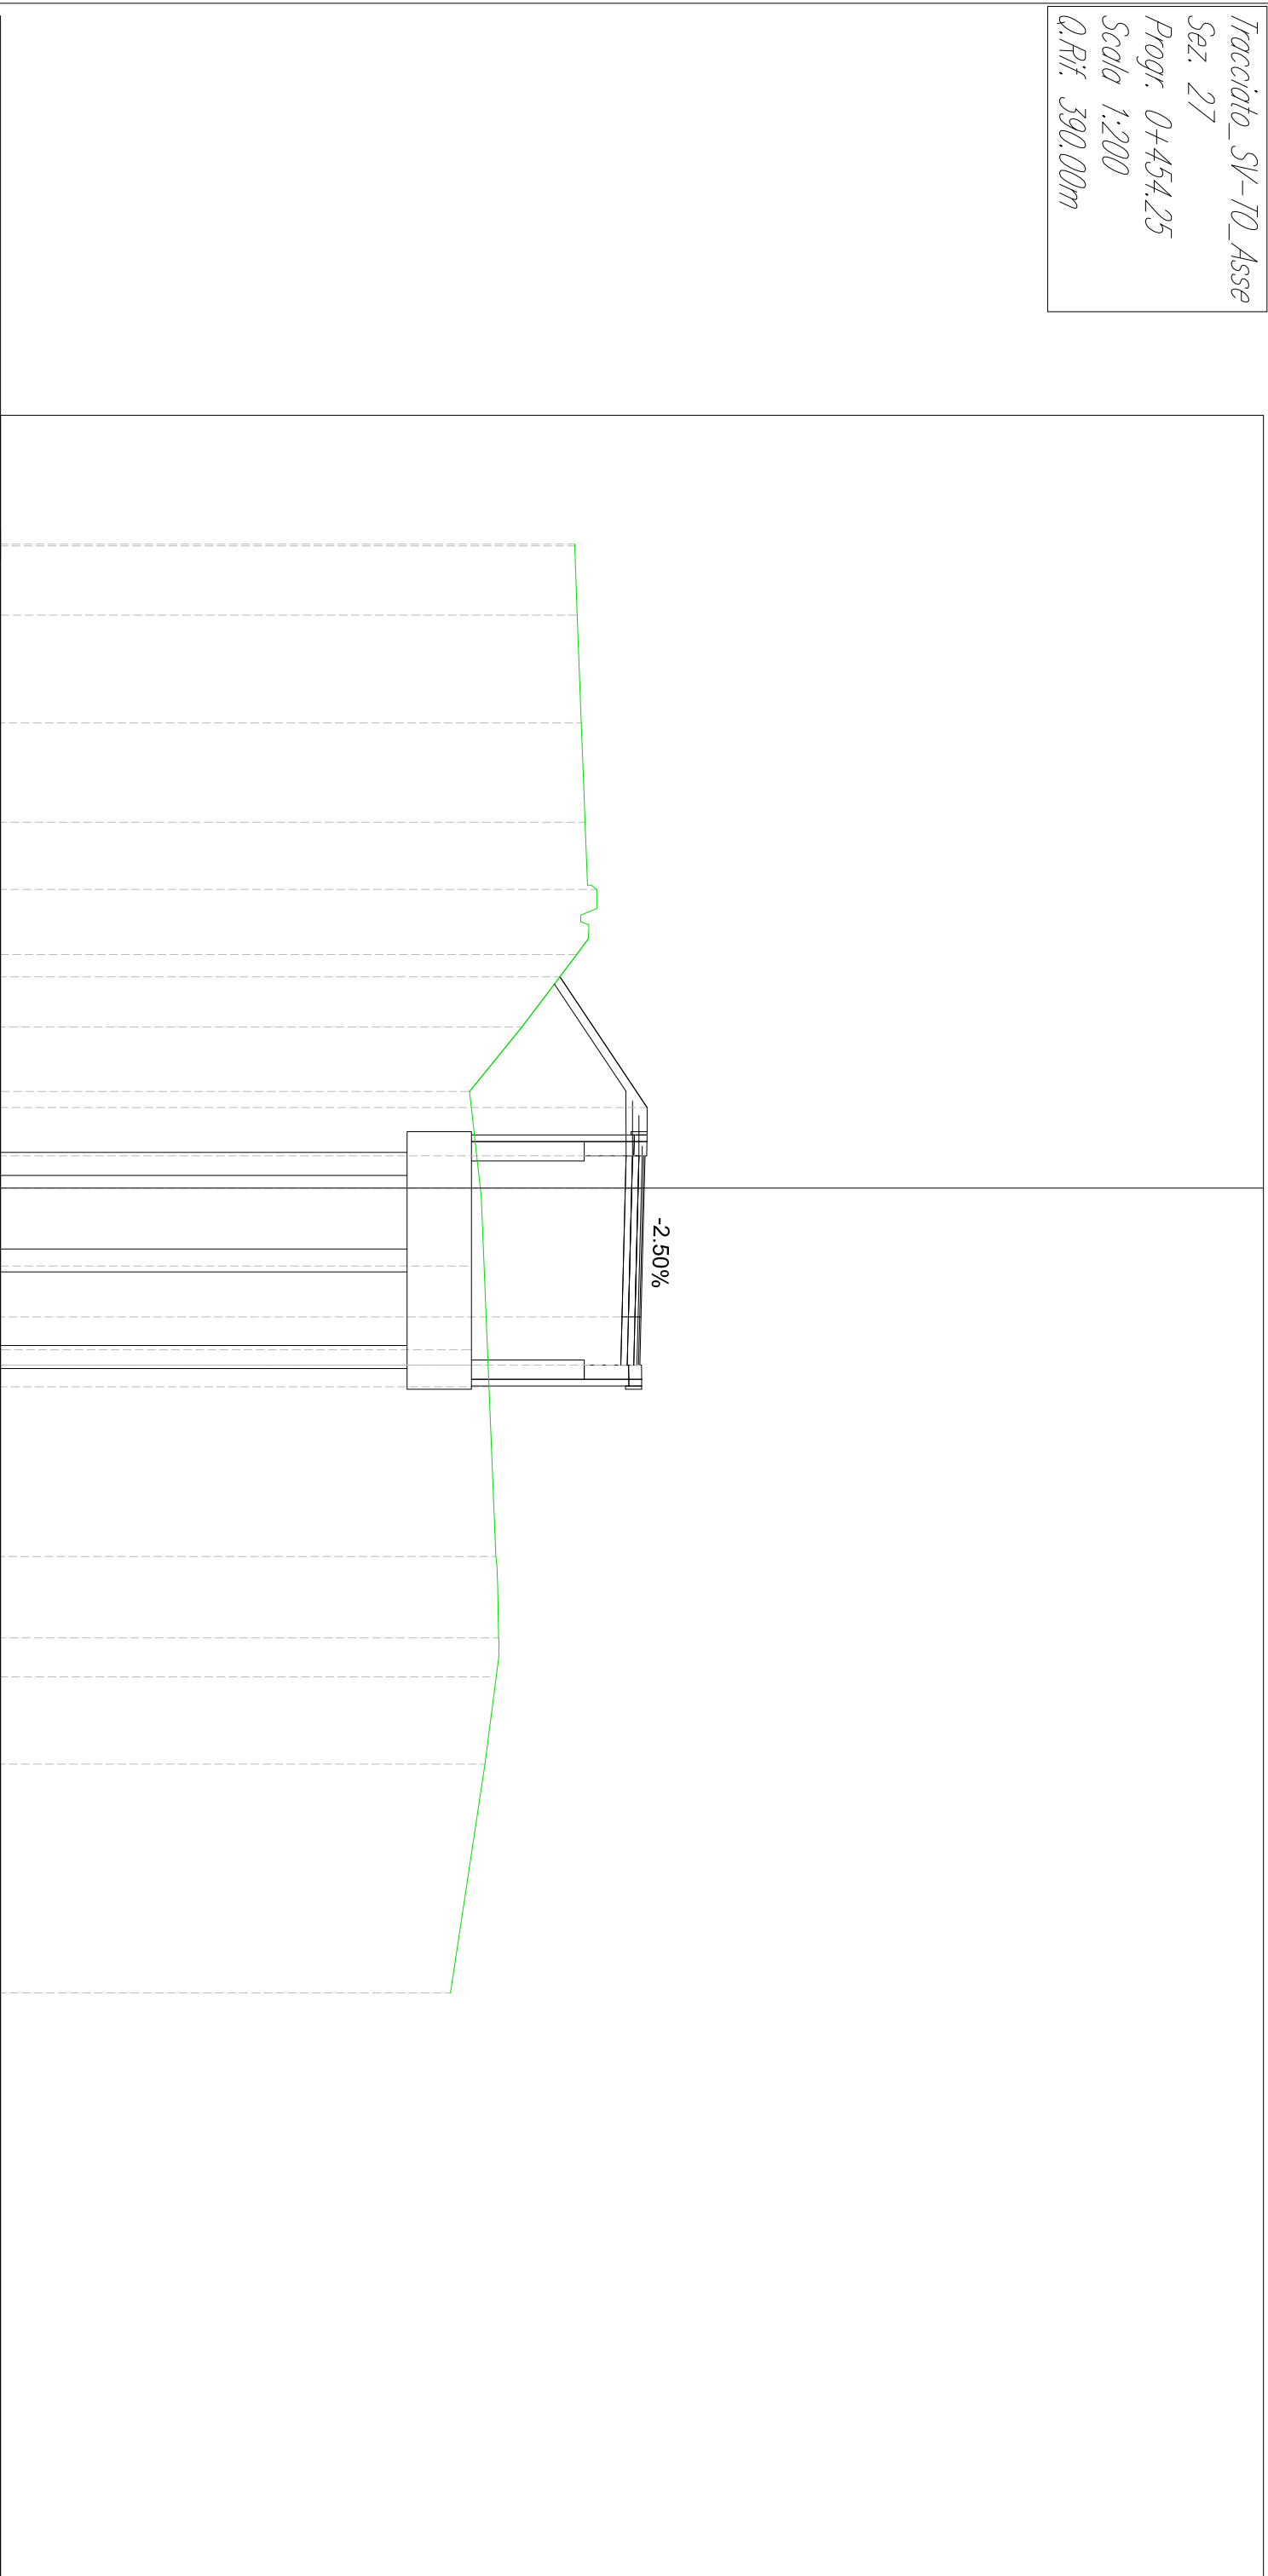 Tracciato_SV-TO_Asse
Sez. 27
Progr. 0+454.25
Scala 1:200
Q.Rif. 390.00m
-2.50%